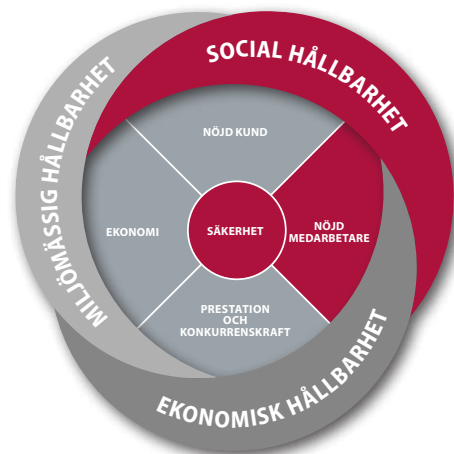 SOCIAL HÅLLBARHET
MILJÖMÄSSIG HÅLLBARHET
NÖJD KUND
EKONOMI
SÄKERHET
NÖJD
MEDARBETARE
PRESTATION
OCH
KONKURRENSKRAFT
EKONOMISK HÅLLBARHET